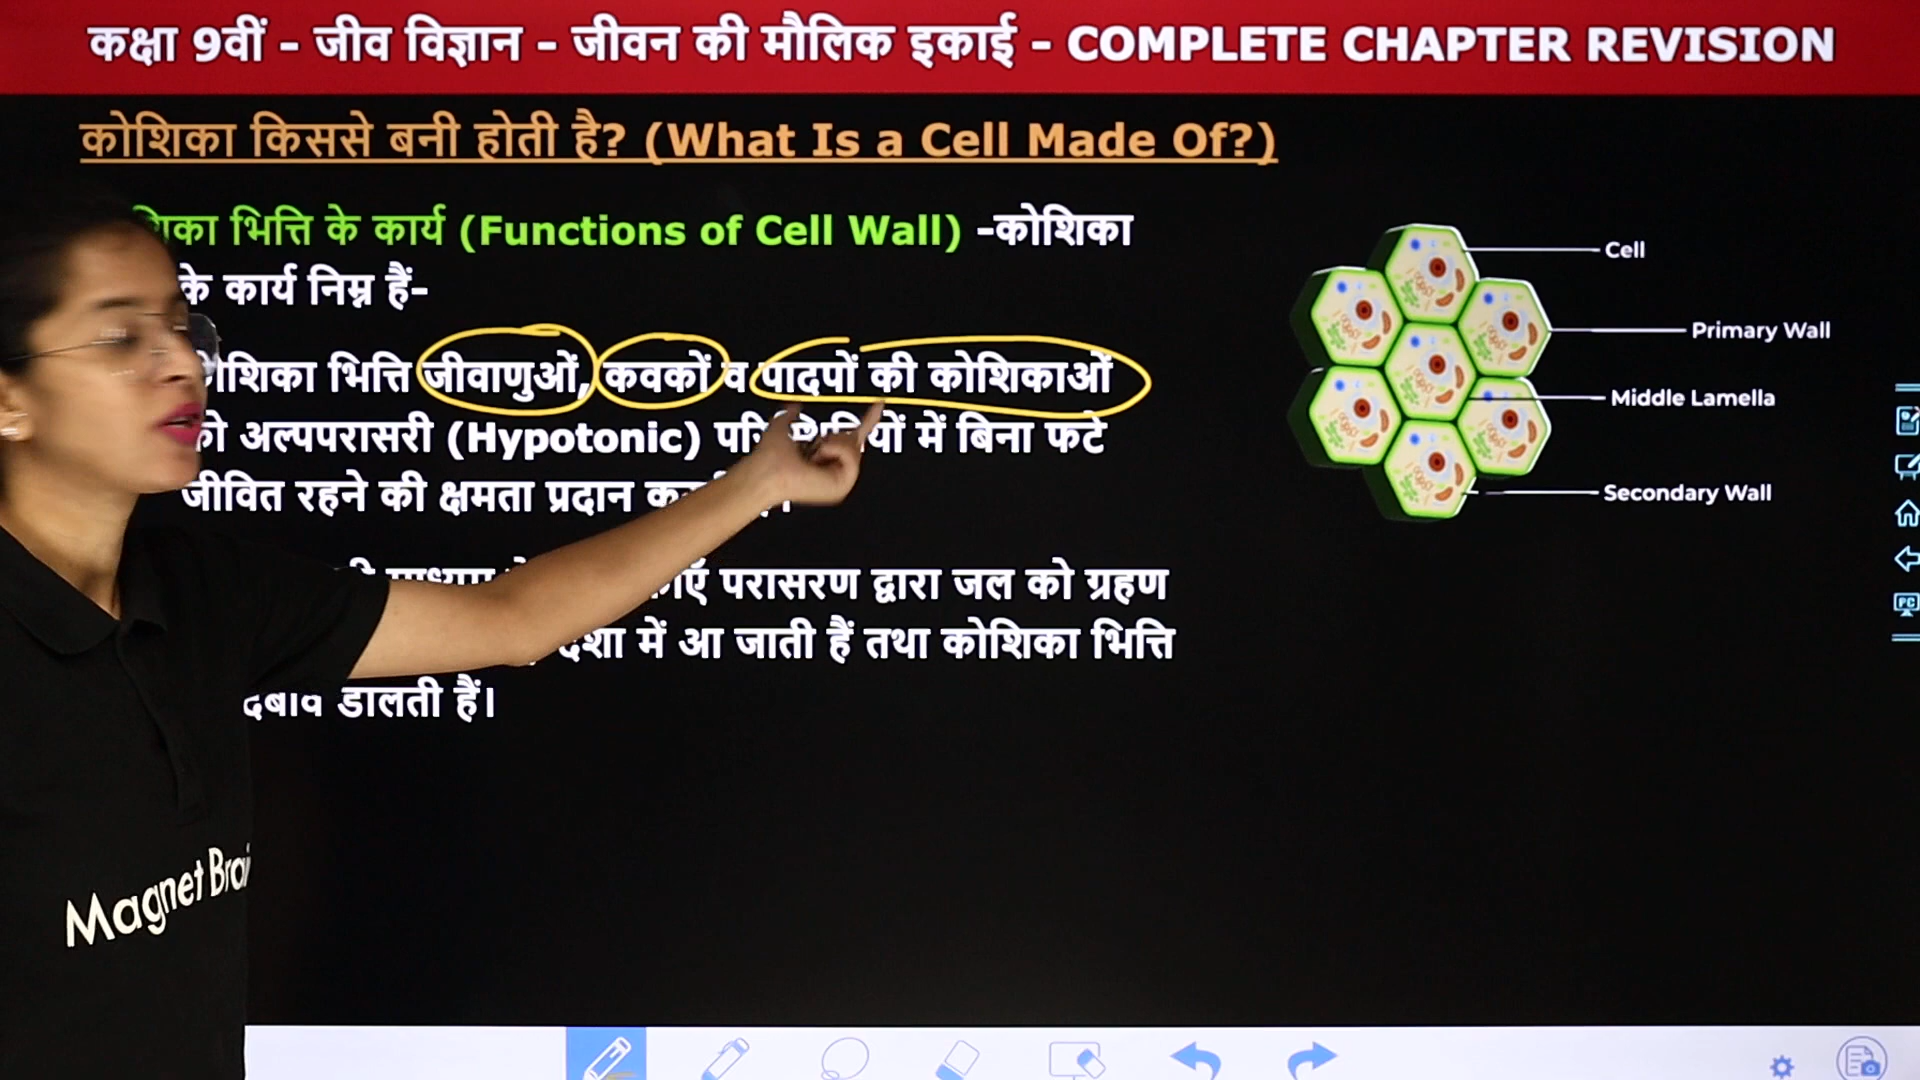 कक्षा 9वीं - जीव विज्ञान - जीवन की मौलिक इकाई - COMPLETE CHAPTER REVISION
कोशिका किससे बनी होती है? (What Is a Cell Made Of?)
भित्ति के कार्य (Functions of Cell Wall) -कोशिका
के कार्य निम्न हैं-
कोशिका भित्ति जीवाणुओं, कवकों व पादपों की कोशिकाओं
को अल्पपरासरी (Hypotonic) परिस्थितियों में बिना फटे
जीवित रहने की क्षमता प्रदान
परासरण द्वारा जल को ग्रहण
दशा में आ जाती हैं तथा कोशिका भित्ति
दबाव डालती हैं।
Cell
Primary Wall
Middle Lamella
Secondary Wall
Magnet
PC